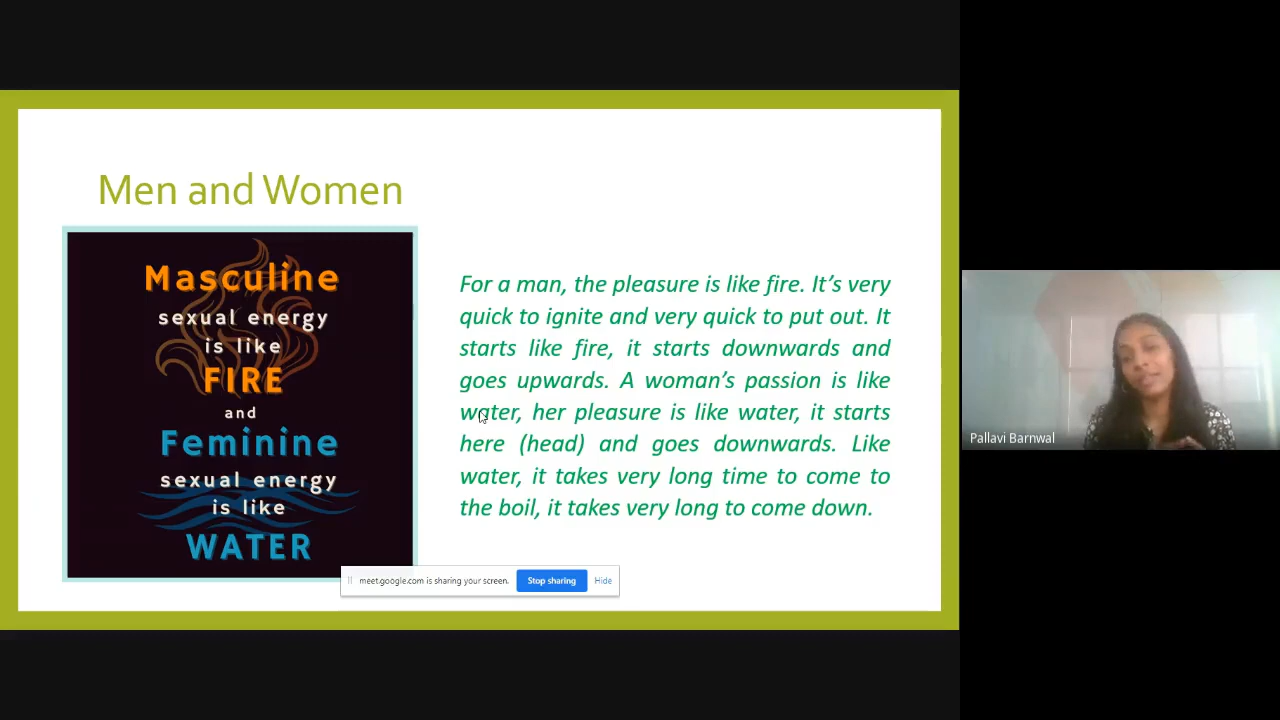 Men and Women
Masculine
sexual energy
is like
FIRE
and
Feminine
sexual energy
is like
WATER
For a man, the pleasure is like fire. It's very
quick to ignite and very quick to put out. It
starts like fire, it starts downwards and
goes upwards. A woman's passion is like
water, her pleasure is like water, it starts
here (head) and goes downwards. Like
water, it takes very long time to come to
the boil, it takes very long to come down.
meet.google.com is sharing your screen.
Stop sharing
Hide
Pallavi Barnwal